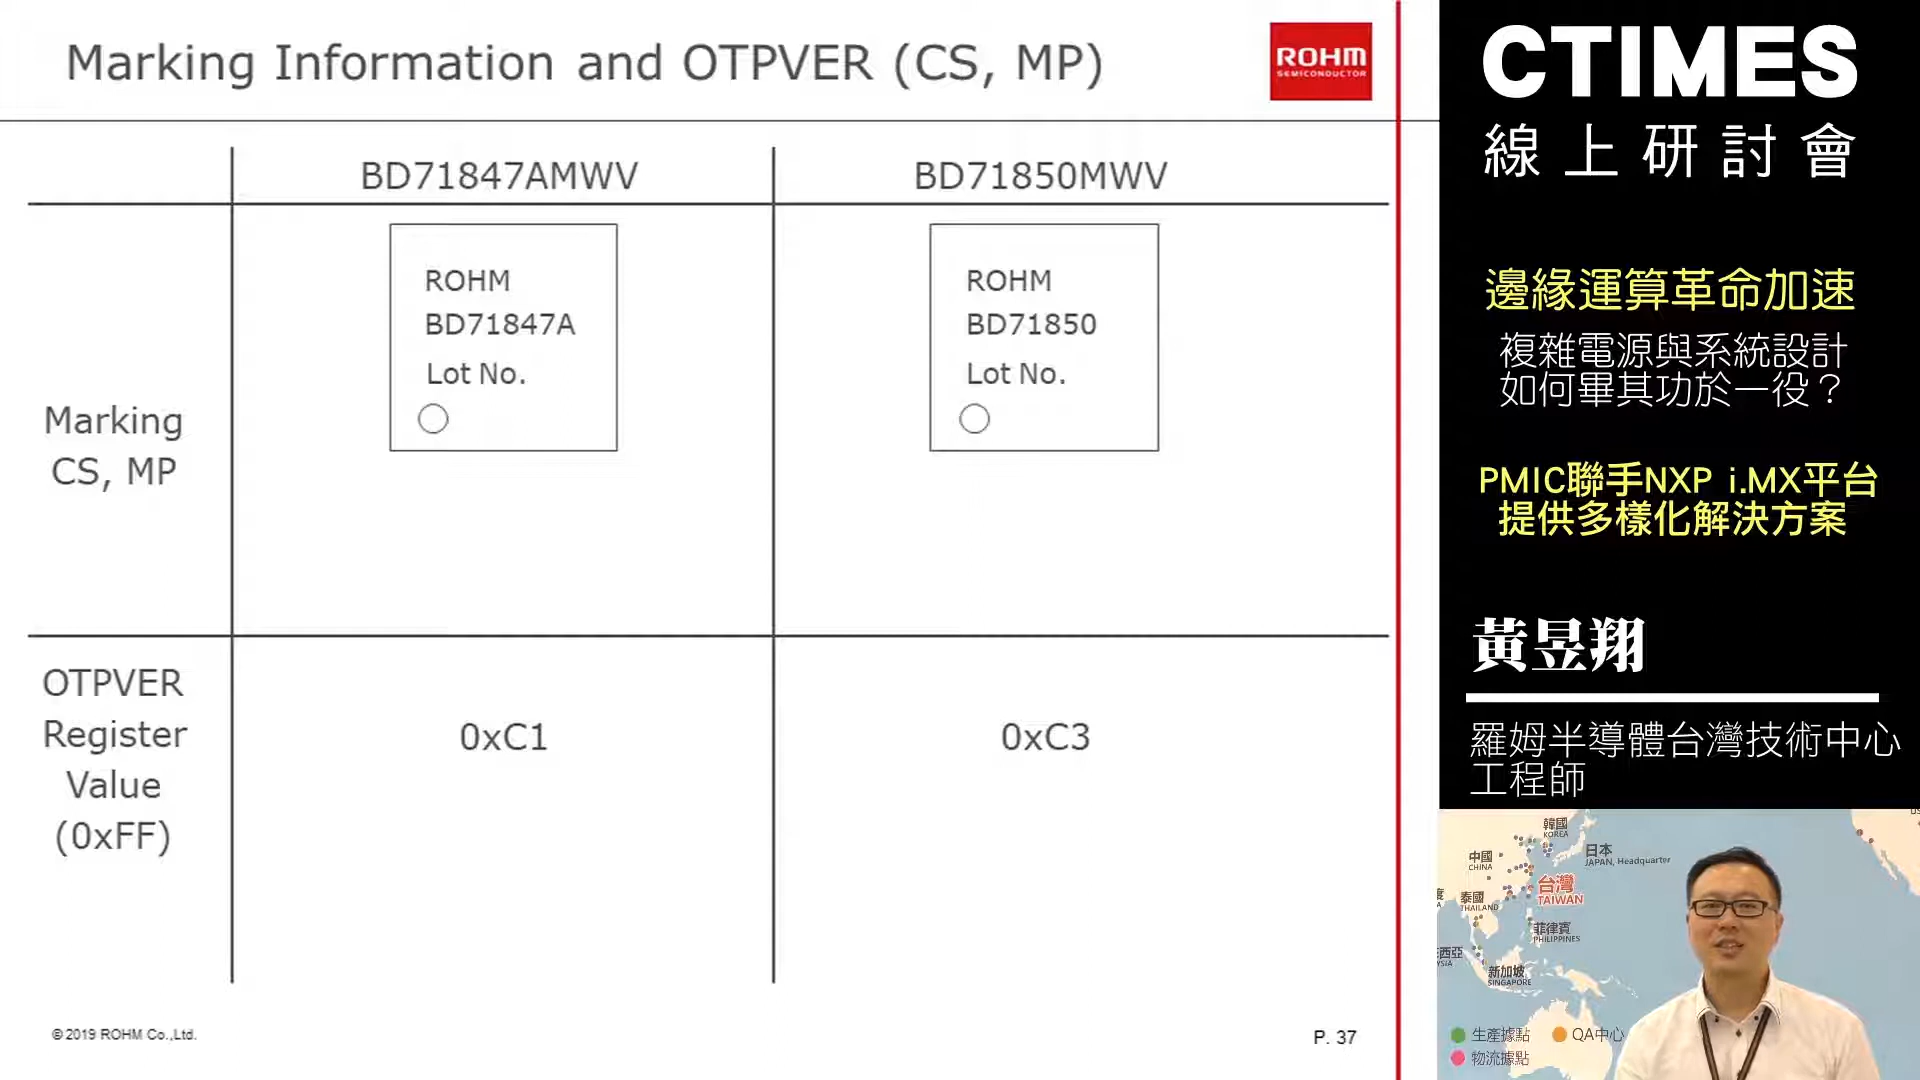 Marking Information and OTPVER (CS, MP)
ROHM
SEMICONDUCTOR
BD71847AMWV
BD71850MWV
Marking
CS, MP
ROHM
BD71847A
Lot No.
ROHM
BD71850
Lot No.
OTPVER
Register
Value
(0xFF)
0xC1
0xC3
©2019 ROHM Co.,Ltd.
P. 37
CTIMES
線上研討會
邊緣運算革命加速
複雜電源與系統設計
如何畢其功於一役？
PMIC聯手NXP i.MX平台
提供多樣化解決方案
黃昱翔
羅姆半導體台灣技術中心
工程師
韓國
KOREA
中國
CHINA
日本
JAPAN, Headquarter
台灣
TAIWAN
泰國
THAILAND
菲律賓
PHILIPPINES
西亞
YSIA
新加坡
SINGAPORE
生產據點
QA中心
物流據點